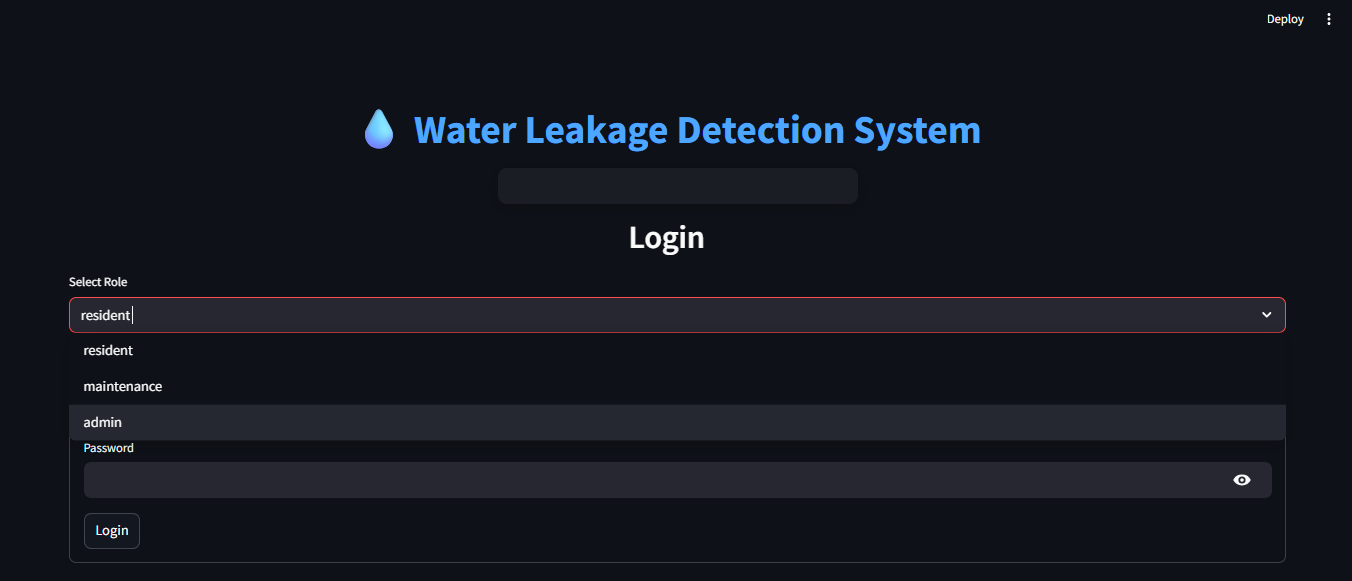 Deploy
Water Leakage Detection System
Login
Select Role
resident
resident
maintenance
admin
Password
Login